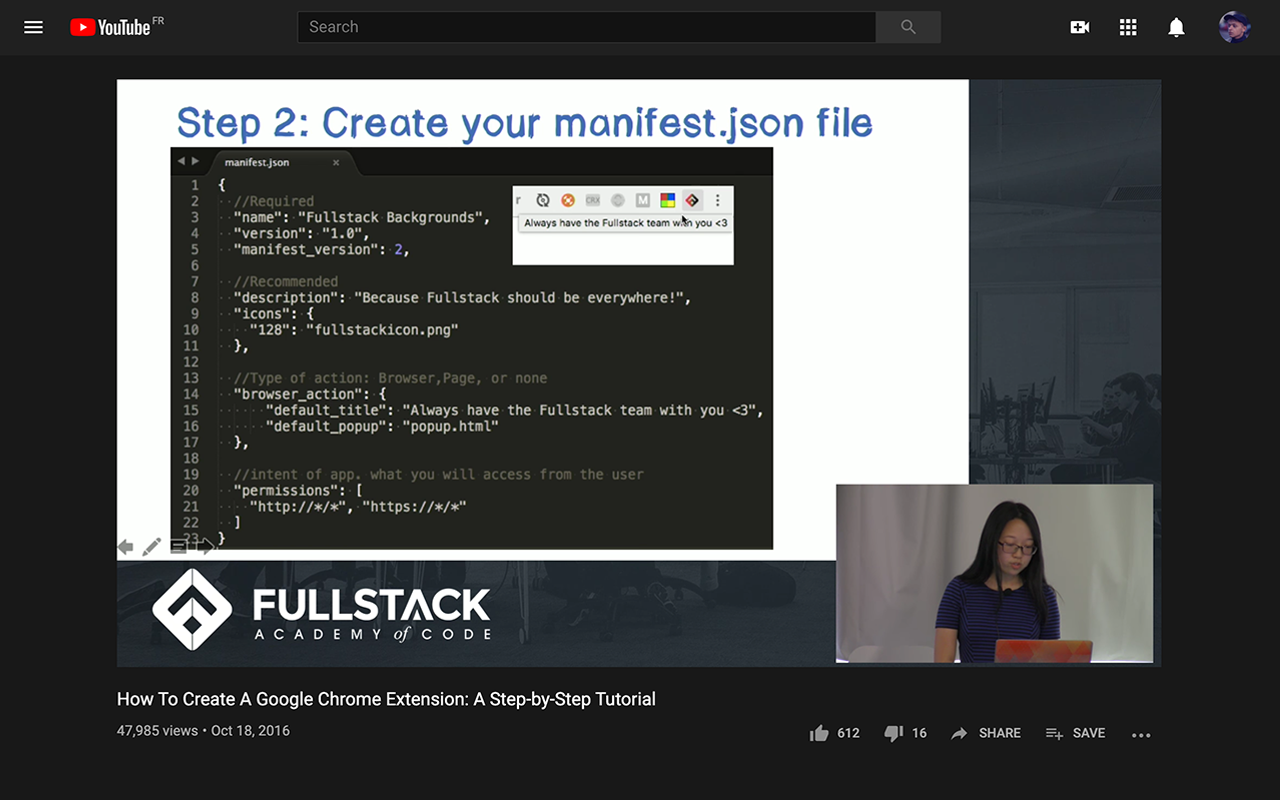 YouTube FR
Search
Step 2: Create your manifest.json file
manifest.json ×
1 {
2 //Required
3 "name": "Fullstack Backgrounds",
4 "version": "1.0",
5 "manifest_version": 2,
6
7 //Recommended
8 "description": "Because Fullstack should be everywhere!",
9 "icons": {
10 "128": "fullstackicon.png"
11 },
12
13 //Type of action: Browser,Page, or none
14 "browser_action": {
15 "default_title": "Always have the Fullstack team with you <3",
16 "default_popup": "popup.html"
17 },
18
19 //intent of app. what you will access from the user
20 "permissions": [
21 "http://*/*", "https://*/*"
22 ]
23 }
r CRX M
Always have the Fullstack team with you <3
FULLSTACK
ACADEMY of CODE
How To Create A Google Chrome Extension: A Step-by-Step Tutorial
47,985 views • Oct 18, 2016
612 16 SHARE SAVE